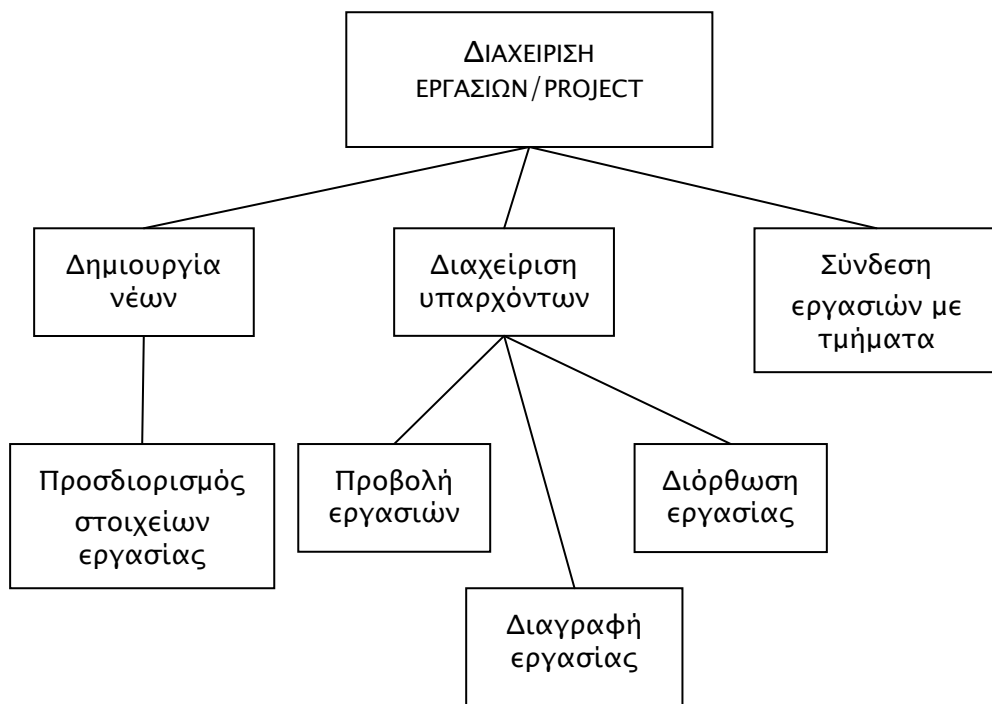 ΔΙΑΧΕΙΡΙΣΗ
ΕΡΓΑΣΙΩΝ/PROJECT
Δημιουργία
νέων
Διαχείριση
υπαρχόντων
Σύνδεση
εργασιών με
τμήματα
Προσδιορισμός
στοιχείων
εργασίας
Προβολή
εργασιών
Διόρθωση
εργασίας
Διαγραφή
εργασίας